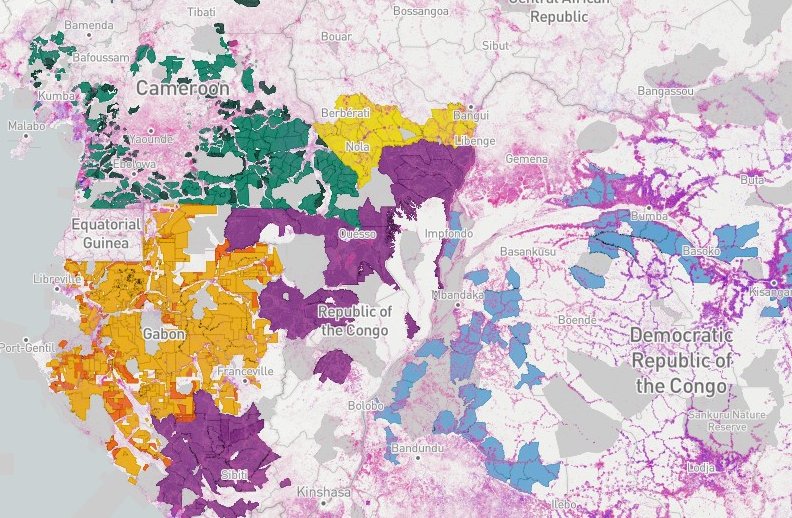 Central African
Republic
Tibati
Bossangoa
Bamenda
Bouar
Sibut
Bafoussam
Cameroon
Bangassou
Kumba
Berbérati
Bangui
Malabo
Yaoundé
Nola
Libenge
Ebolowa
Gemena
Buta
Equatorial
Guinea
Bumba
Ouésso
Impfondo
Basankusu
Basoko
Libreville
Kisangani
Mbandaka
Republic of
the Congo
Boende
Gabon
Democratic
Republic of
the Congo
Port-Gentil
Franceville
Bolobo
Sankuru Nature
Reserve
Bandundu
Sibiti
Lodja
Kinshasa
Ilebo